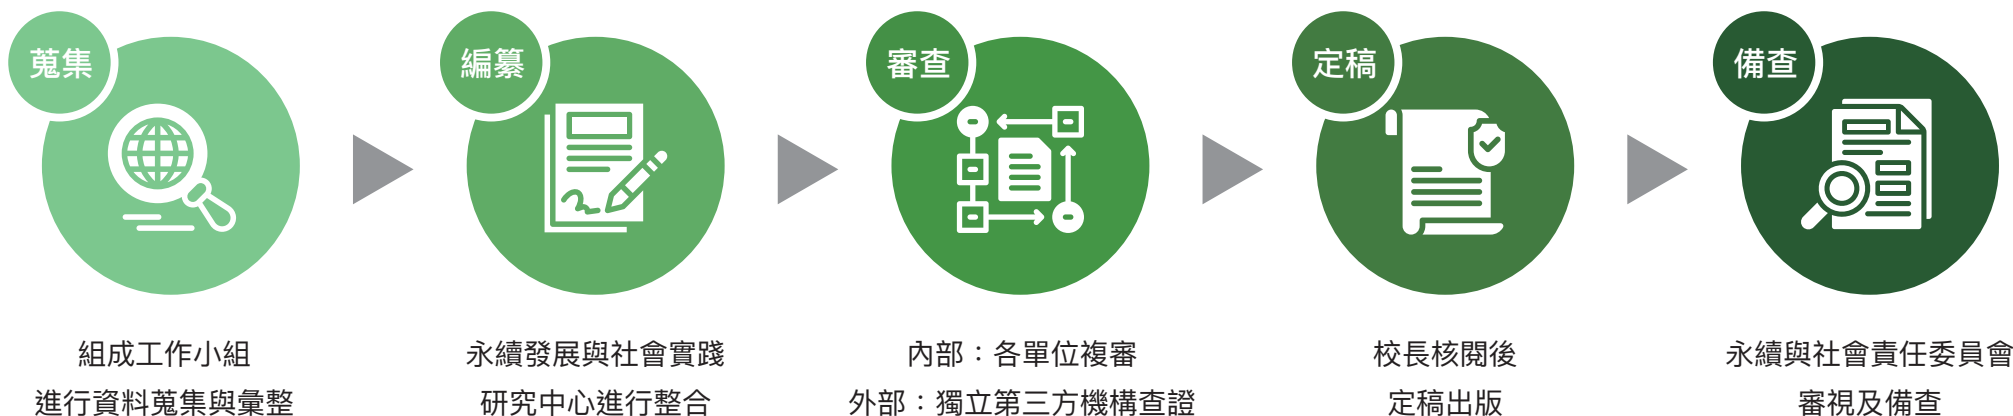 蒐集
組成工作小組
進行資料蒐集與彙整
編纂
永續發展與社會實踐
研究中心進行整合
審查
內部：各單位複審
外部：獨立第三方機構查證
定稿
校長核閱後
定稿出版
備查
永續與社會責任委員會
審視及備查